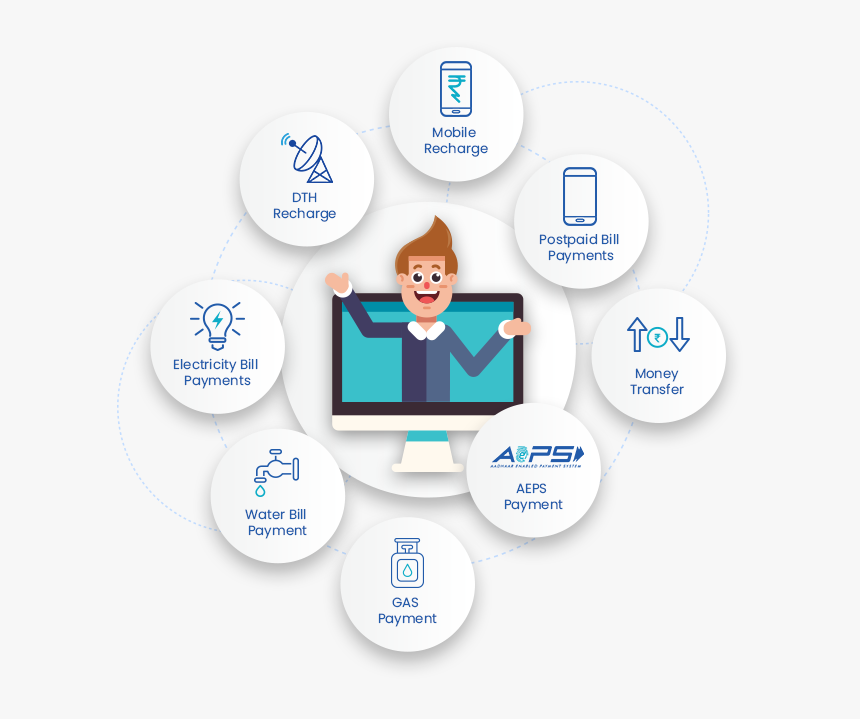 ₹
Mobile
Recharge
DTH
Recharge
Postpaid Bill
Payments
Electricity Bill
Payments
₹
Money
Transfer
AEPS
AADHAAR ENABLED PAYMENT SYSTEM
AEPS
Payment
Water Bill
Payment
GAS
Payment